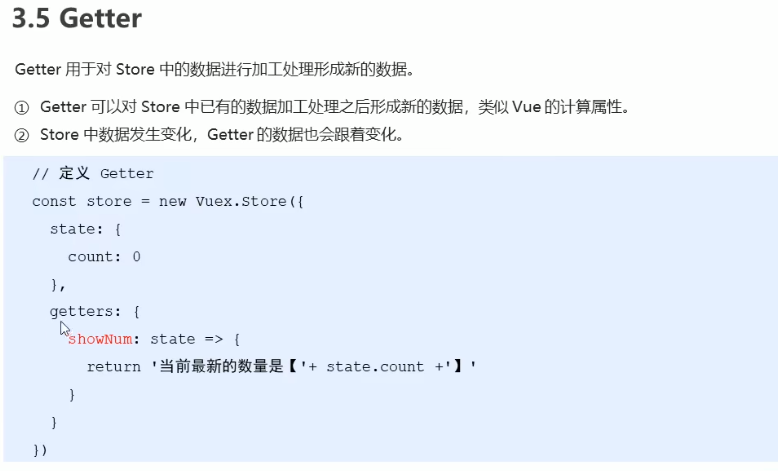 3.5 Getter
Getter 用于对 Store 中的数据进行加工处理形成新的数据。
① Getter 可以对 Store 中已有的数据加工处理之后形成新的数据，类似 Vue 的计算属性。
② Store 中数据发生变化，Getter 的数据也会跟着变化。
// 定义 Getter
const store = new Vuex.Store({
  state: {
    count: 0
  },
  getters: {
    showNum: state => {
      return '当前最新的数量是【'+ state.count +'】'
    }
  }
})